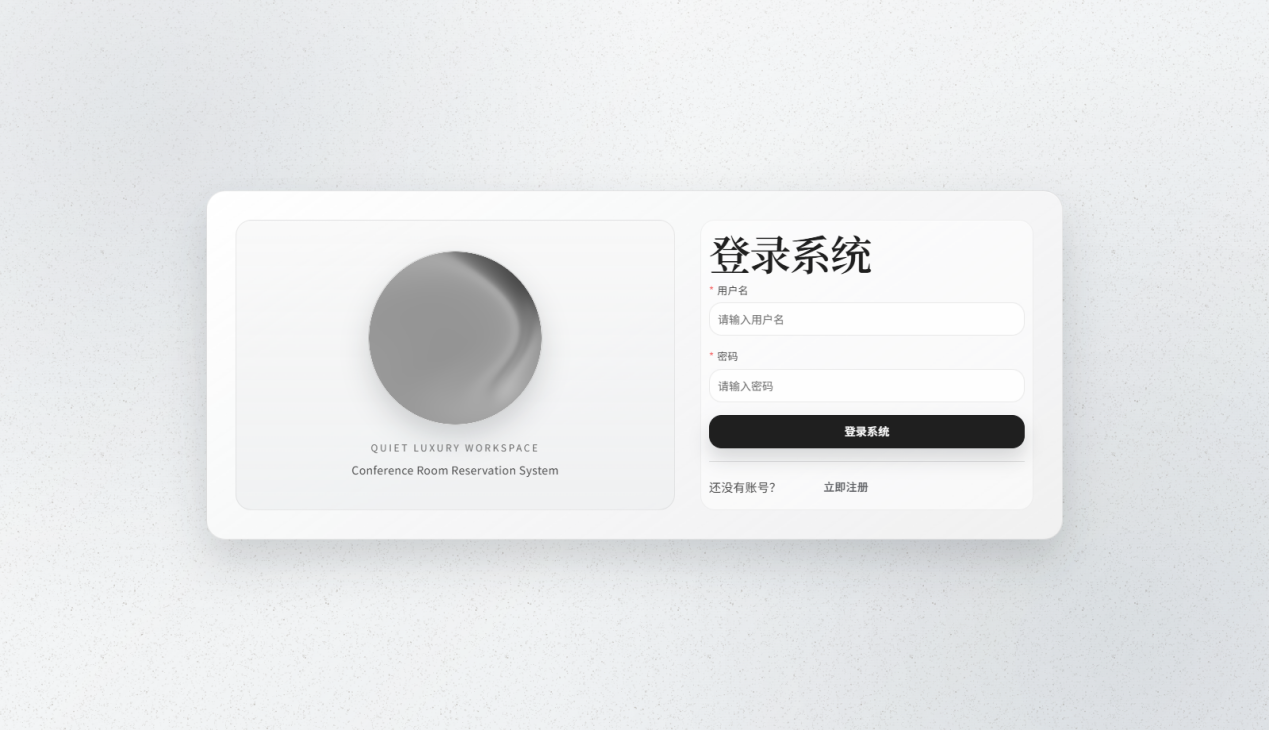 QUIET LUXURY WORKSPACE
Conference Room Reservation System
登录系统
* 用户名
请输入用户名
* 密码
请输入密码
登录系统
还没有账号? 立即注册